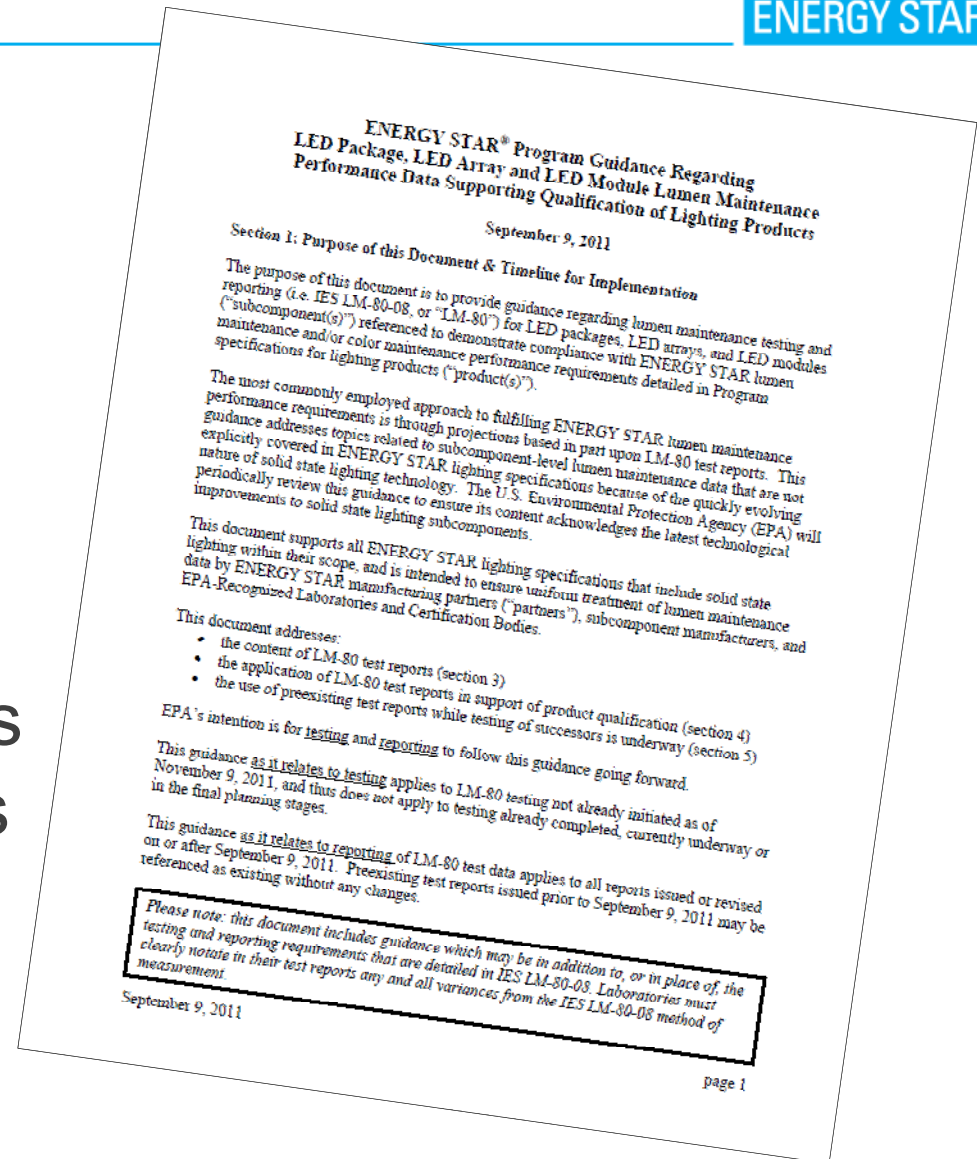 ENERGY STAR
ENERGY STAR® Program Guidance Regarding
LED Package, LED Array and LED Module Lumen Maintenance
Performance Data Supporting Qualification of Lighting Products
September 9, 2011
Section 1: Purpose of this Document & Timeline for Implementation
The purpose of this document is to provide guidance regarding lumen maintenance testing and
reporting (i.e. IES LM-80-08, or “LM-80”) for LED packages, LED arrays, and LED modules
(“subcomponent(s)”) referenced to demonstrate compliance with ENERGY STAR lumen
maintenance and/or color maintenance performance requirements detailed in Program
specifications for lighting products (“product(s)”).
The most commonly employed approach to fulfilling ENERGY STAR lumen maintenance
performance requirements is through projections based in part upon LM-80 test reports. This
guidance addresses topics related to subcomponent-level lumen maintenance data that are not
explicitly covered in ENERGY STAR lighting specifications because of the quickly evolving
nature of solid state lighting technology. The U.S. Environmental Protection Agency (EPA) will
periodically review this guidance to ensure its content acknowledges the latest technological
improvements to solid state lighting subcomponents.
This document supports all ENERGY STAR lighting specifications that include solid state
lighting within their scope, and is intended to ensure uniform treatment of lumen maintenance
data by ENERGY STAR manufacturing partners (“partners”), subcomponent manufacturers, and
EPA-Recognized Laboratories and Certification Bodies.
This document addresses:
• the content of LM-80 test reports (section 3)
• the application of LM-80 test reports in support of product qualification (section 4)
• the use of preexisting test reports while testing of successors is underway (section 5)
EPA’s intention is for testing and reporting to follow this guidance going forward.
This guidance as it relates to testing applies to LM-80 testing not already initiated as of
November 9, 2011, and thus does not apply to testing already completed, currently underway or
in the final planning stages.
This guidance as it relates to reporting of LM-80 test data applies to all reports issued or revised
on or after September 9, 2011. Preexisting test reports issued prior to September 9, 2011 may be
referenced as existing without any changes.
Please note: this document includes guidance which may be in addition to, or in place of, the
testing and reporting requirements that are detailed in IES LM-80-08. Laboratories must
clearly notate in their test reports any and all variances from the IES LM-80-08 method of
measurement.
September 9, 2011
page 1
s
s